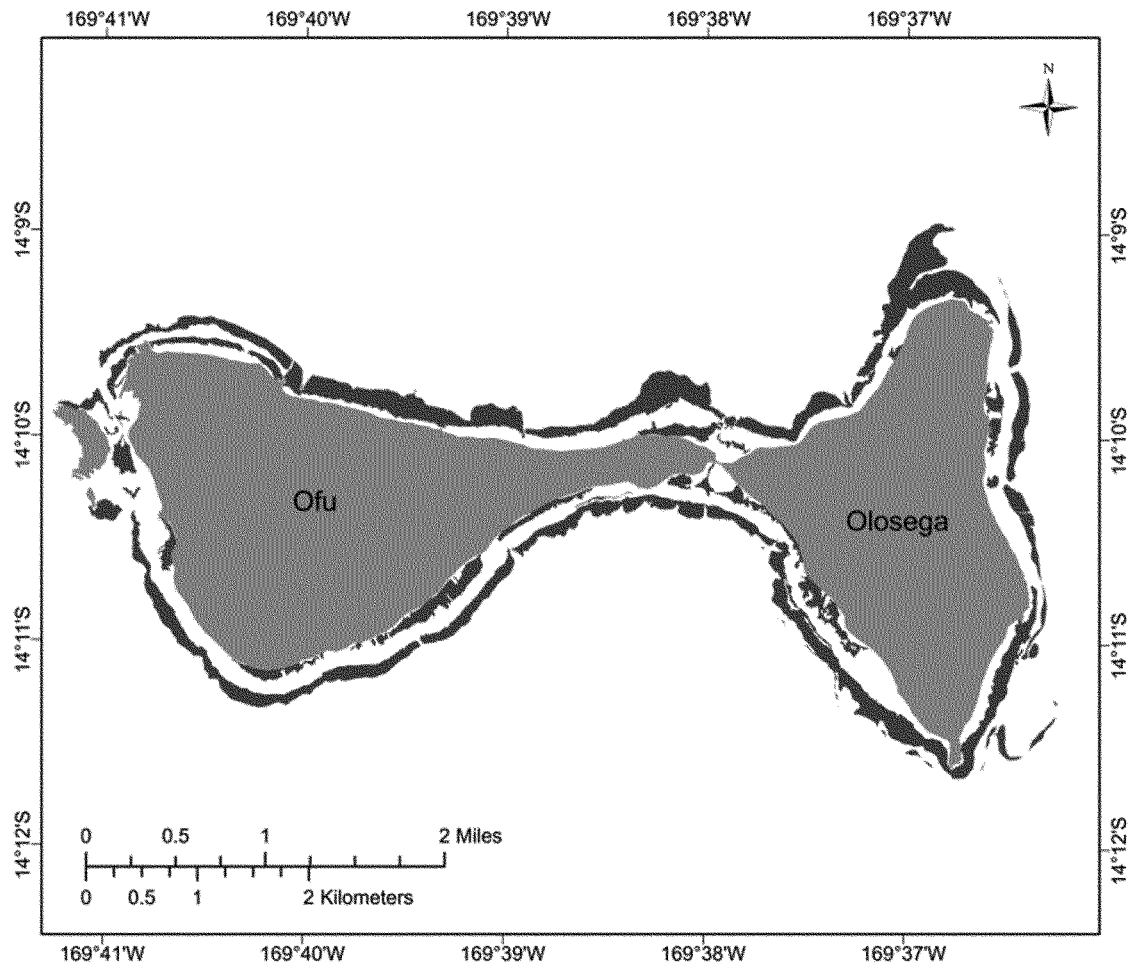 169°41'W 169°40'W 169°39'W 169°38'W 169°37'W
N
14°9'S 14°9'S
14°10'S 14°10'S
Ofu
Olosega
14°11'S 14°11'S
0 0.5 1 2 Miles
14°12'S 14°12'S
0 0.5 1 2 Kilometers
169°41'W 169°40'W 169°39'W 169°38'W 169°37'W